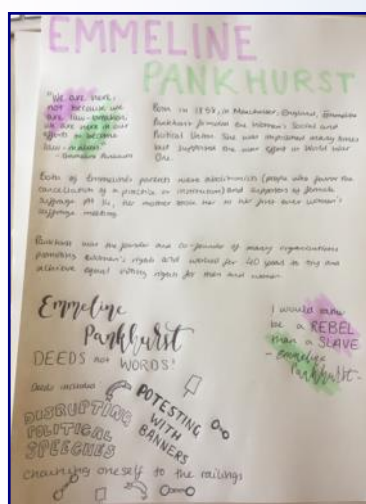 EMMELINE
PANKHURST
"We are here,
not because we
are law-breakers;
we are here in our
efforts to become
law-makers."
- Emmeline Pankhurst
Born in 1858, in Manchester, England, Emmeline
Pankhurst founded the Women's Social and
Political Union. She was imprisoned many times
but supported the war effort in World War
One.
Both of Emmeline's parents were abolitionists (people who favour the
cancellation of a practice or institution) and supporters of female
suffrage. At 14, her mother took her to her first ever women's
suffrage meeting.
Pankhurst was the founder and co-founder of many organisations
promoting women's rights and worked for 40 years to try and
achieve equal voting rights for men and women.
Emmeline
Pankhurst
DEEDS not WORDS!
I would rather
be a REBEL
than a SLAVE
- Emmeline
Pankhurst -
Deeds included
DISRUPTING
POLITICAL
SPEECHES
POTESTING
WITH
BANNERS
chaining oneself to the railings